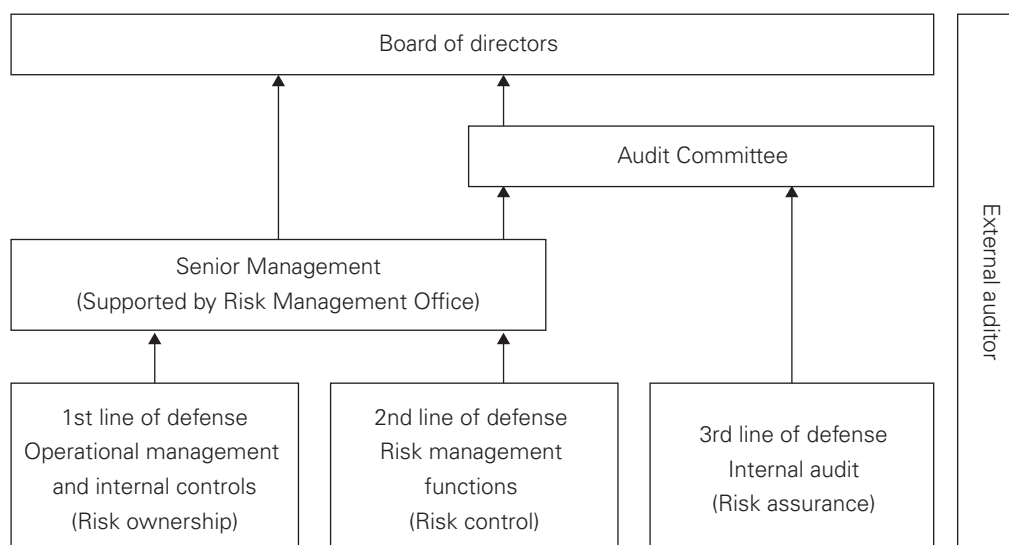 Board of directors
Audit Committee
Senior Management
(Supported by Risk Management Office)
1st line of defense
Operational management
and internal controls
(Risk ownership)
2nd line of defense
Risk management
functions
(Risk control)
3rd line of defense
Internal audit
(Risk assurance)
External auditor